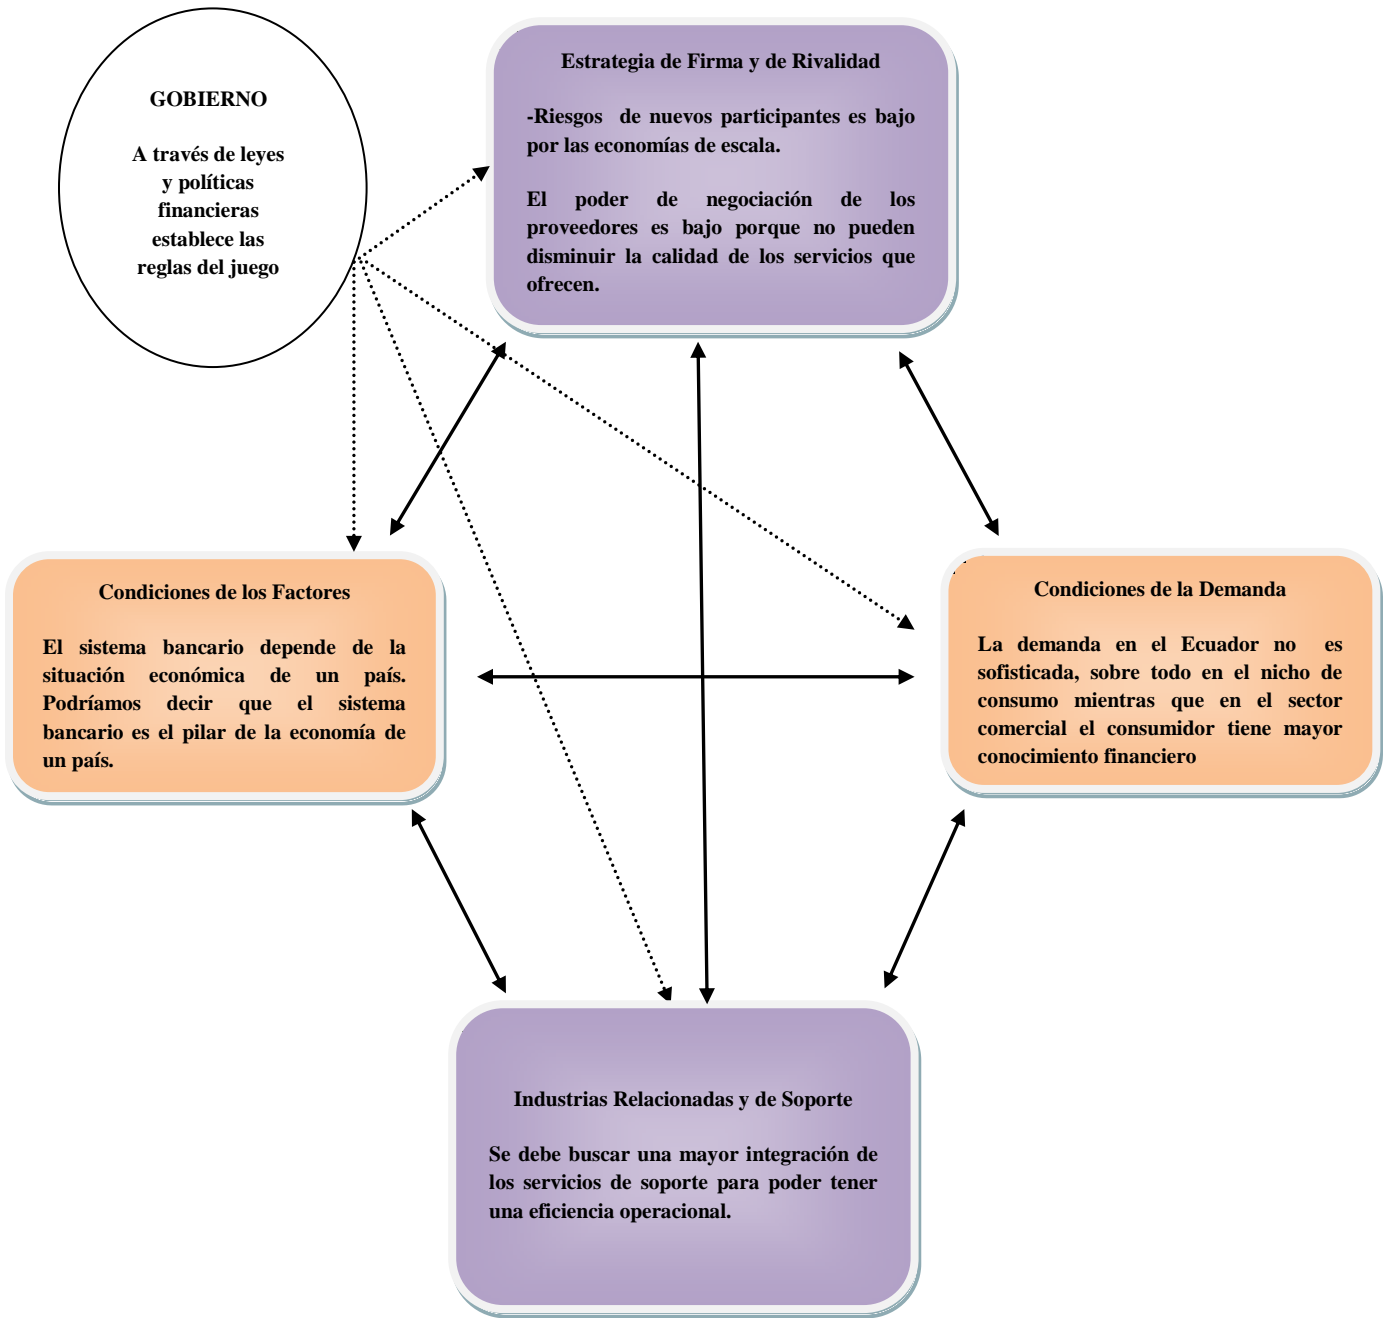 GOBIERNO
A través de leyes
y políticas
financieras
establece las
reglas del juego
Estrategia de Firma y de Rivalidad
-Riesgos de nuevos participantes es bajo
por las economías de escala.
El poder de negociación de los
proveedores es bajo porque no pueden
disminuir la calidad de los servicios que
ofrecen.
Condiciones de los Factores
El sistema bancario depende de la
situación económica de un país.
Podríamos decir que el sistema
bancario es el pilar de la economía de
un país.
Condiciones de la Demanda
La demanda en el Ecuador no es
sofisticada, sobre todo en el nicho de
consumo mientras que en el sector
comercial el consumidor tiene mayor
conocimiento financiero
Industrias Relacionadas y de Soporte
Se debe buscar una mayor integración de
los servicios de soporte para poder tener
una eficiencia operacional.